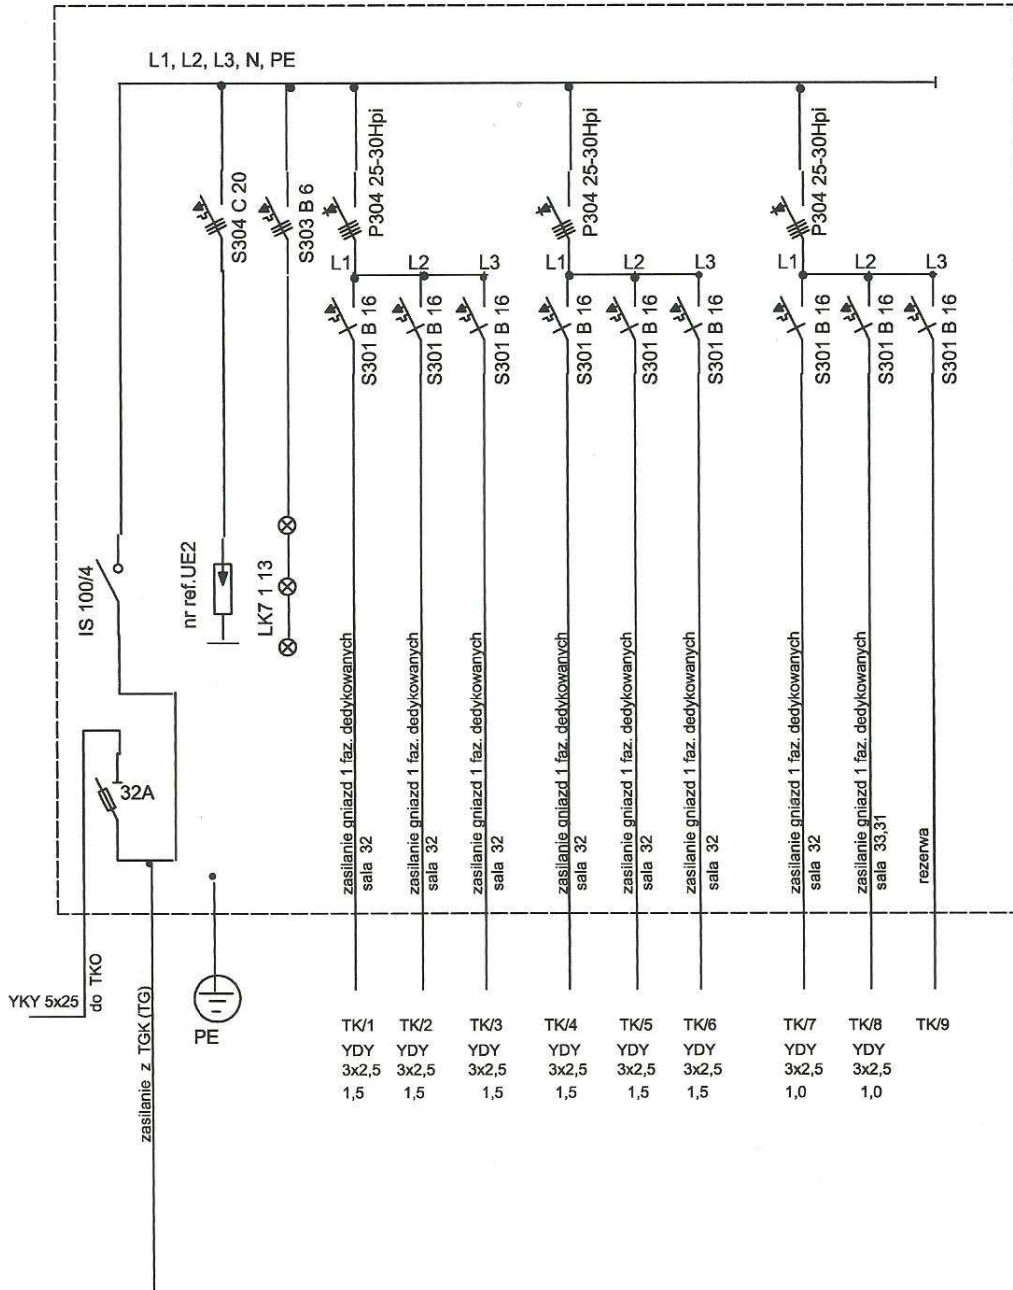 L1, L2, L3, N, PE
S304 C 20
S303 B 6
P304 25-30Hpi
P304 25-30Hpi
P304 25-30Hpi
L1
L2
L3
L1
L2
L3
L1
L2
L3
S301 B 16
S301 B 16
S301 B 16
S301 B 16
S301 B 16
S301 B 16
S301 B 16
S301 B 16
S301 B 16
IS 100/4
nr ref.UE2
LK7 1 13
32A
zasilanie gniazd 1 faz. dedykowanych
sala 32
zasilanie gniazd 1 faz. dedykowanych
sala 32
zasilanie gniazd 1 faz. dedykowanych
sala 32
zasilanie gniazd 1 faz. dedykowanych
sala 32
zasilanie gniazd 1 faz. dedykowanych
sala 32
zasilanie gniazd 1 faz. dedykowanych
sala 32
zasilanie gniazd 1 faz. dedykowanych
sala 32
zasilanie gniazd 1 faz. dedykowanych
sala 33,31
rezerwa
YKY 5x25
do TKO
zasilanie z TGK (TG)
PE
TK/1 TK/2 TK/3 TK/4 TK/5 TK/6 TK/7 TK/8 TK/9
YDY YDY YDY YDY YDY YDY YDY YDY
3x2,5 3x2,5 3x2,5 3x2,5 3x2,5 3x2,5 3x2,5 3x2,5
1,5 1,5 1,5 1,5 1,5 1,5 1,0 1,0